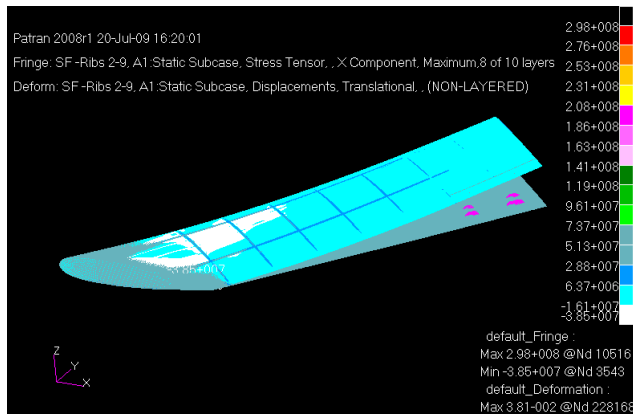 Patran 2008r1 20-Jul-09 16:20:01
Fringe: SF -Ribs 2-9, A1:Static Subcase, Stress Tensor, ,X Component, Maximum,8 of 10 layers
Deform: SF -Ribs 2-9, A1:Static Subcase, Displacements, Translational, , (NON-LAYERED)
2.98+008
2.76+008
2.53+008
2.31+008
2.08+008
1.86+008
1.63+008
1.41+008
1.19+008
9.61+007
7.37+007
5.13+007
2.88+007
6.37+006
-1.61+007
-3.85+007
-3.85+007
Z
Y
X
default_Fringe :
Max 2.98+008 @Nd 10516
Min -3.85+007 @Nd 3543
default_Deformation :
Max 3.81-002 @Nd 228168